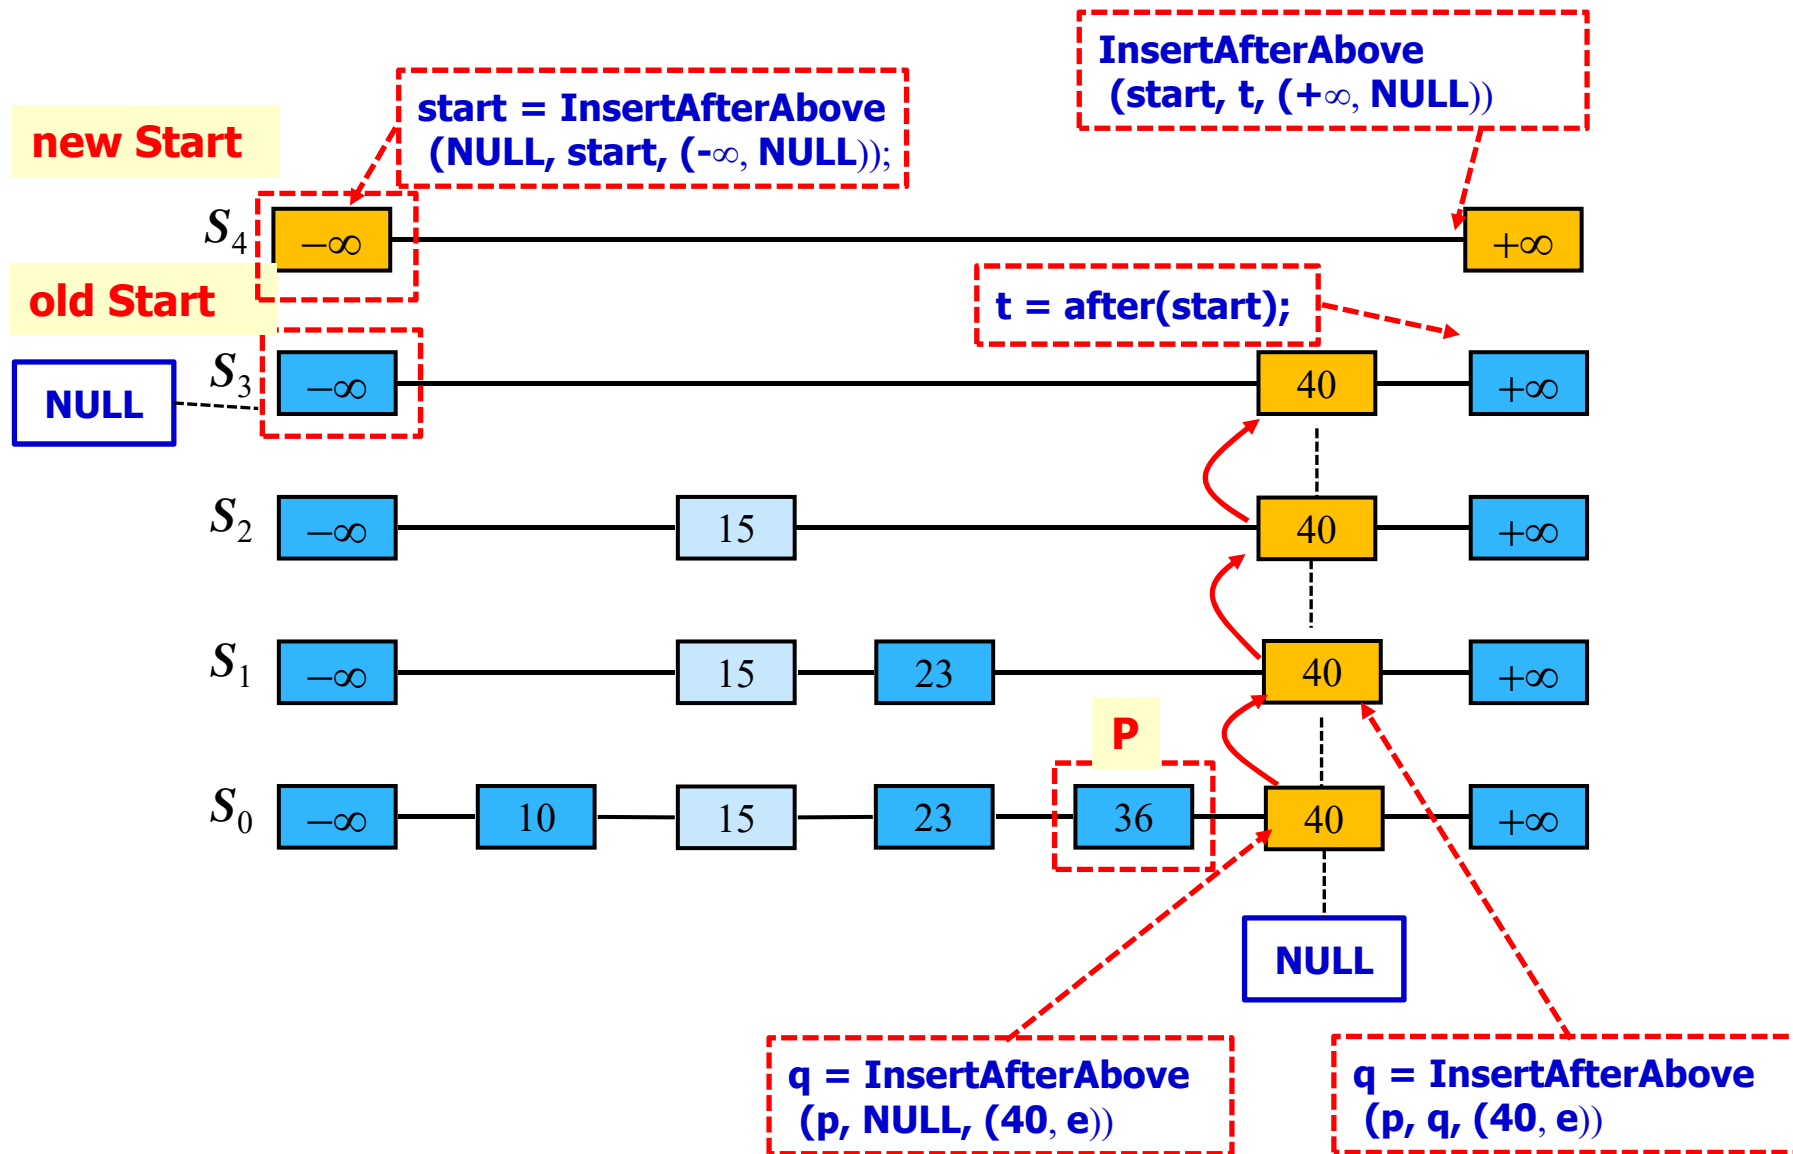 InsertAfterAbove
(start, t, (+∞, NULL))
start = InsertAfterAbove
(NULL, start, (-∞, NULL));
new Start
S4 −∞ +∞
old Start
t = after(start);
NULL
S3 −∞ 40 +∞
S2 −∞ 15 40 +∞
S1 −∞ 15 23 40 +∞
P
S0 −∞ 10 15 23 36 40 +∞
NULL
q = InsertAfterAbove
(p, NULL, (40, e))
q = InsertAfterAbove
(p, q, (40, e))